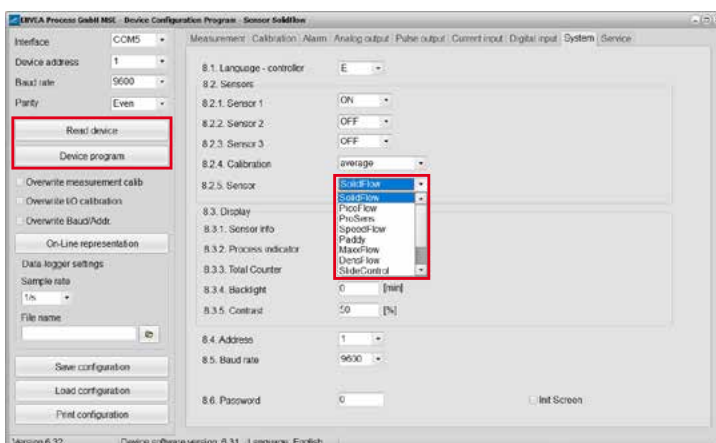 ENVEA Process GmbH MSE - Device Configuration Program - Sensor Solidflow
Interface COM5
Device address 1
Baud rate 9600
Parity Even
Read device
Device program
Overwrite measurement calib
Overwrite I/O calibration
Overwrite Baud/Addr.
On-Line representation
Data-logger settings
Sample rate
1/s
File name
Save configuration
Load configuration
Print configuration
Measurement Calibration Alarm Analog output Pulse output Current input Digital input System Service
8.1. Language - controller E
8.2. Sensors
8.2.1. Sensor 1 ON
8.2.2. Sensor 2 OFF
8.2.3. Sensor 3 OFF
8.2.4. Calibration average
8.2.5. Sensor SolidFlow
SolidFlow
PicoFlow
ProSens
SpeedFlow
Paddy
MaxxFlow
DensFlow
SlideControl
8.3. Display
8.3.1. Sensor info
8.3.2. Process indicator
8.3.3. Total Counter
8.3.4. Backlight 0 [min]
8.3.5. Contrast 50 [%]
8.4. Address 1
8.5. Baud rate 9600
8.6. Password 0 Init Screen
Version 6.32 Device software version: 6.31 Language: English